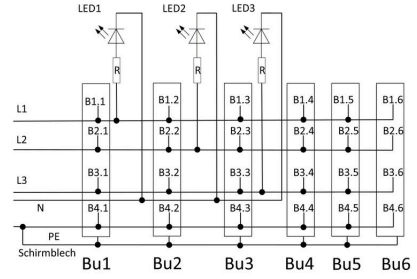 LED1 LED2 LED3
R R R
B1.1 B1.2 B1.3 B1.4 B1.5 B1.6
L1
B2.1 B2.2 B2.3 B2.4 B2.5 B2.6
L2
B3.1 B3.2 B3.3 B3.4 B3.5 B3.6
L3
N
B4.1 B4.2 B4.3 B4.4 B4.5 B4.6
PE
Schirmblech
Bu1 Bu2 Bu3 Bu4 Bu5 Bu6